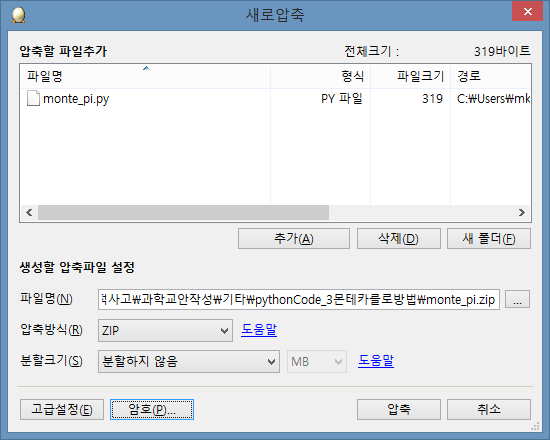 새로압축
압축할 파일추가 전체크기 : 319바이트
파일명 형식 파일크기 경로
monte_pi.py PY 파일 319 C:₩Users₩mk
추가(A) 삭제(D) 새 폴더(F)
생성할 압축파일 설정
파일명(N) 벽사고₩과학교안작성₩기타₩pythonCode_3몬테카를로방법₩monte_pi.zip ...
압축방식(R) ZIP 도움말
분할크기(S) 분할하지 않음 MB 도움말
고급설정(E) 암호(P)... 압축 취소